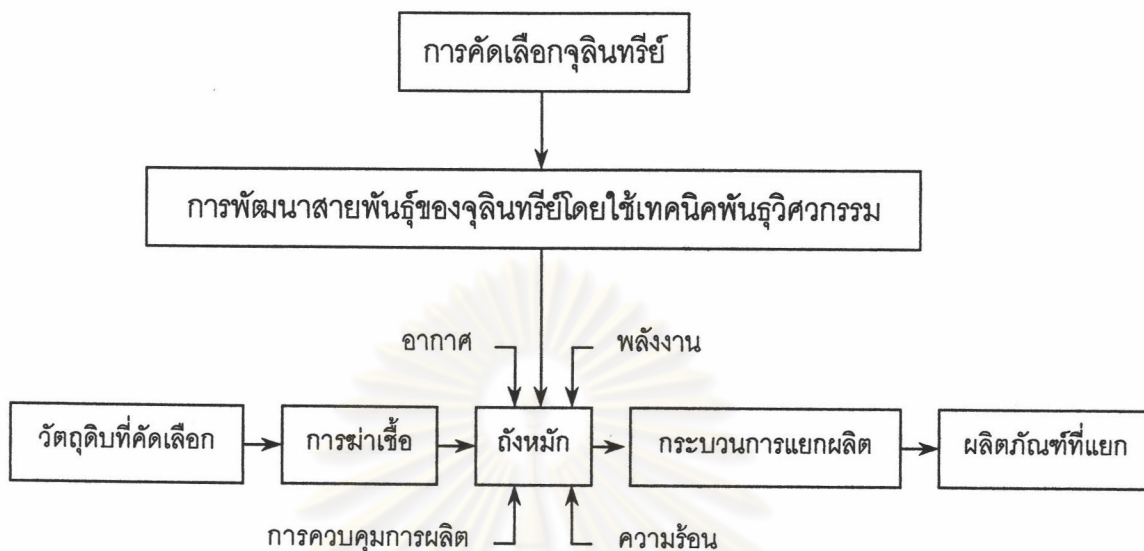 การคัดเลือกจุลินทรีย์
การพัฒนาสายพันธุ์ของจุลินทรีย์โดยใช้เทคนิคพันธุวิศวกรรม
อากาศ
พลังงาน
วัตถุดิบที่คัดเลือก
การฆ่าเชื้อ
ถังหมัก
กระบวนการแยกผลิต
ผลิตภัณฑ์ที่แยก
การควบคุมการผลิต
ความร้อน